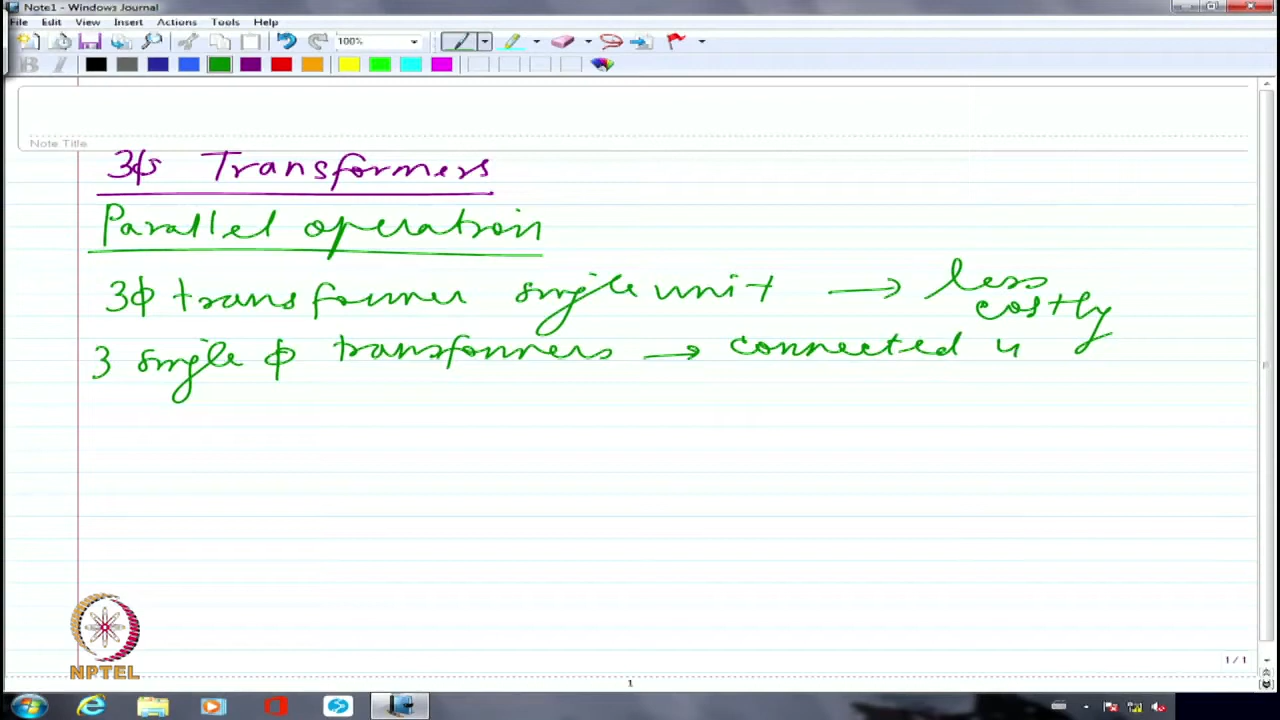 Note1 - Windows Journal
File Edit View Insert Actions Tools Help
100%
B I
Note Title
3ϕ Transformers
Parallel operation
3ϕ transformer single unit → less costly
3 single ϕ transformers → connected
NPTEL
1/1
1